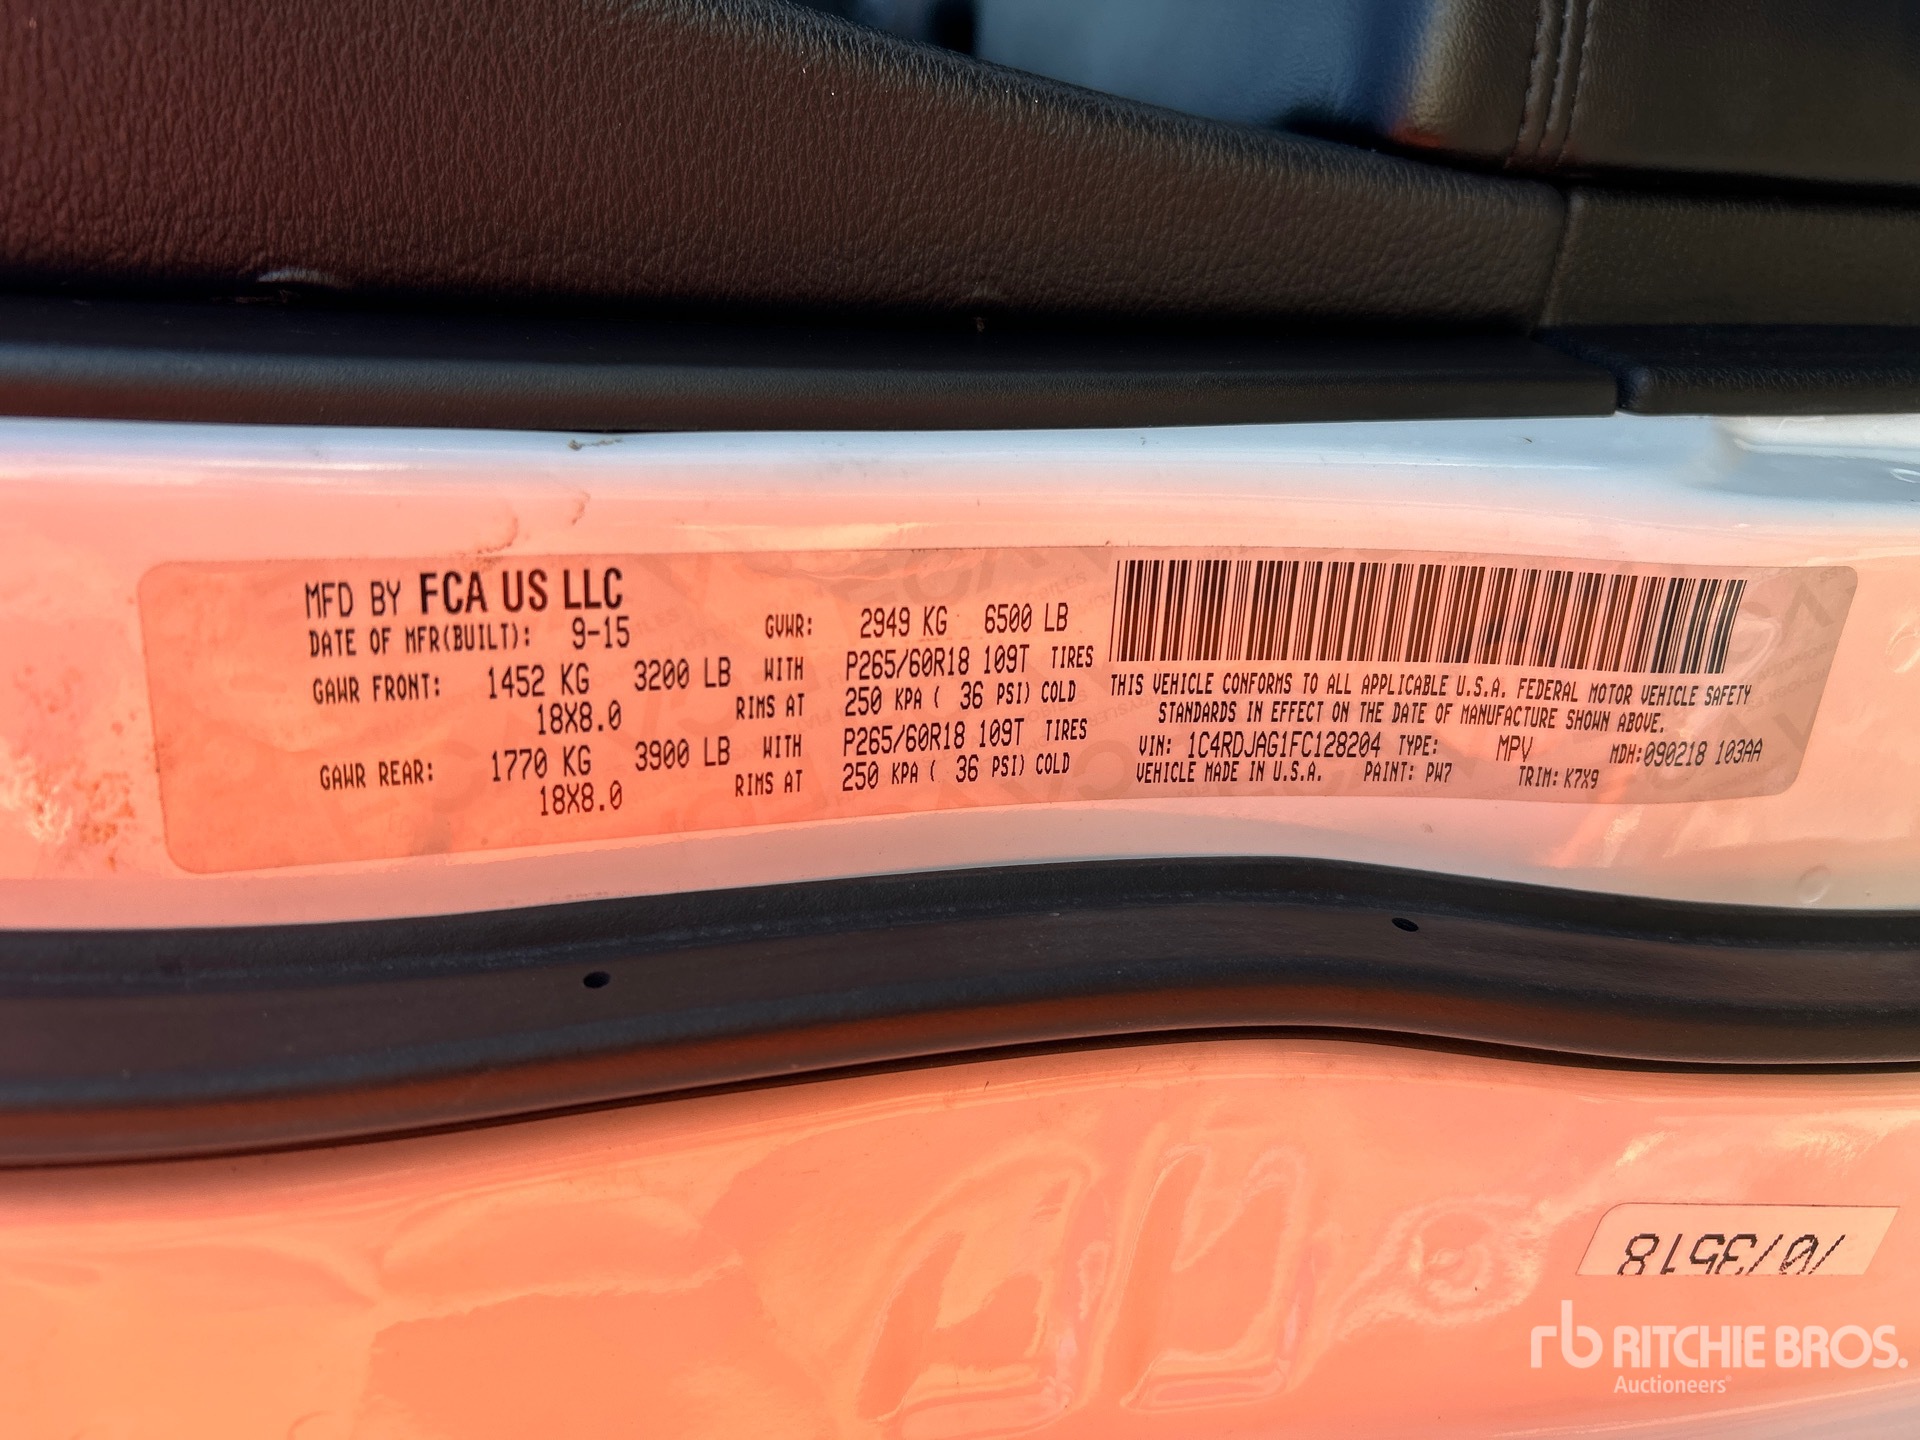 MFD BY FCA US LLC
DATE OF MFR(BUILT): 9-15 GVWR: 2949 KG 6500 LB
GAWR FRONT: 1452 KG 3200 LB WITH P265/60R18 109T TIRES
18X8.0 RIMS AT 250 KPA ( 36 PSI) COLD
GAWR REAR: 1770 KG 3900 LB WITH P265/60R18 109T TIRES
18X8.0 RIMS AT 250 KPA ( 36 PSI) COLD
THIS VEHICLE CONFORMS TO ALL APPLICABLE U.S.A. FEDERAL MOTOR VEHICLE SAFETY
STANDARDS IN EFFECT ON THE DATE OF MANUFACTURE SHOWN ABOVE.
VIN: 1C4RDJAG1FC128204 TYPE: MPV MDH:090218 103AA
VEHICLE MADE IN U.S.A. PAINT: PW7 TRIM: K7X9
rb RITCHIE BROS.
Auctioneers